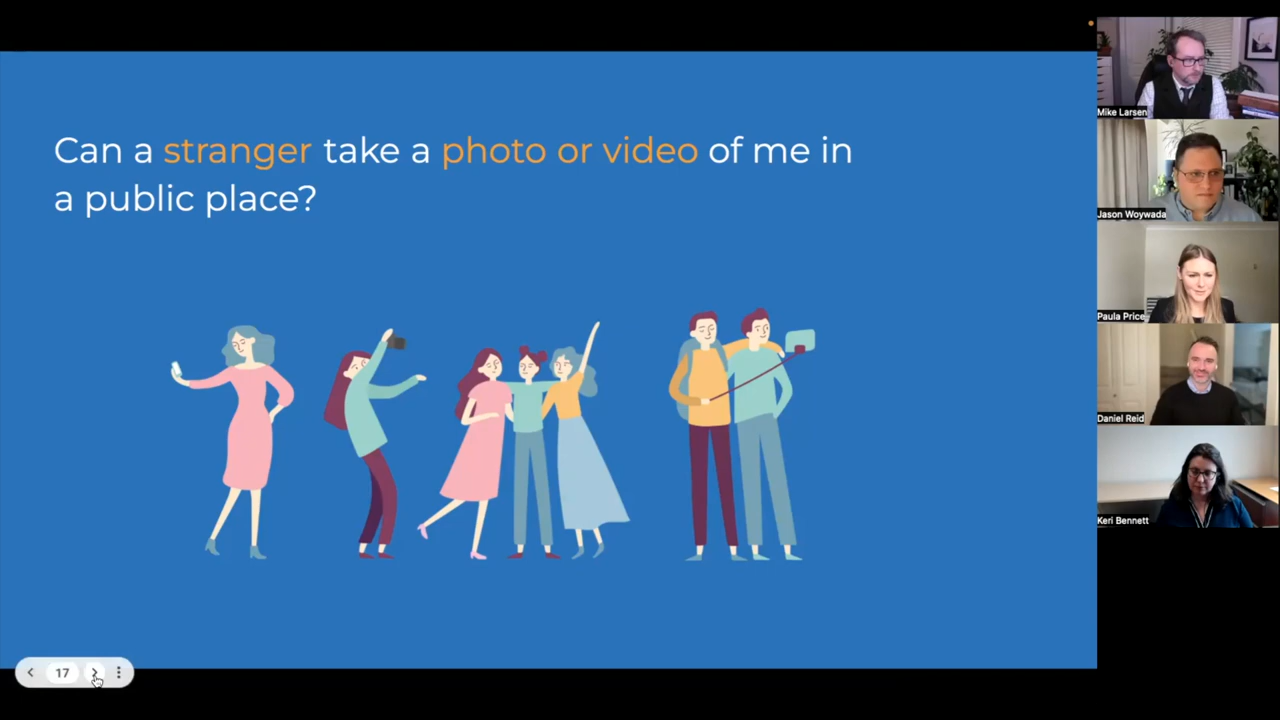 Can a stranger take a photo or video of me in
a public place?
Mike Larsen
Jason Woywada
Paula Price
Daniel Reid
Keri Bennett
17